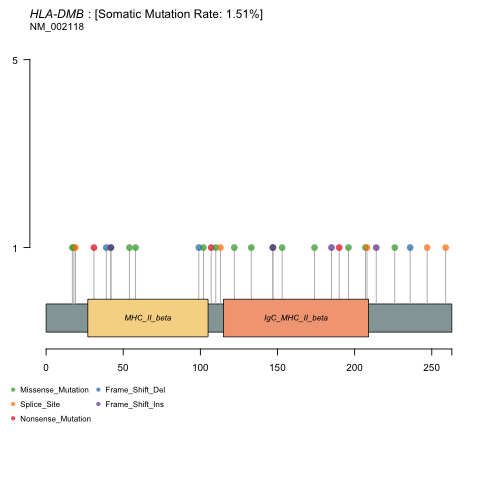 HLA-DMB : [Somatic Mutation Rate: 1.51%]
NM_002118
5
1
MHC_II_beta
IgC_MHC_II_beta
0 50 100 150 200 250
Missense_Mutation Frame_Shift_Del
Splice_Site Frame_Shift_Ins
Nonsense_Mutation